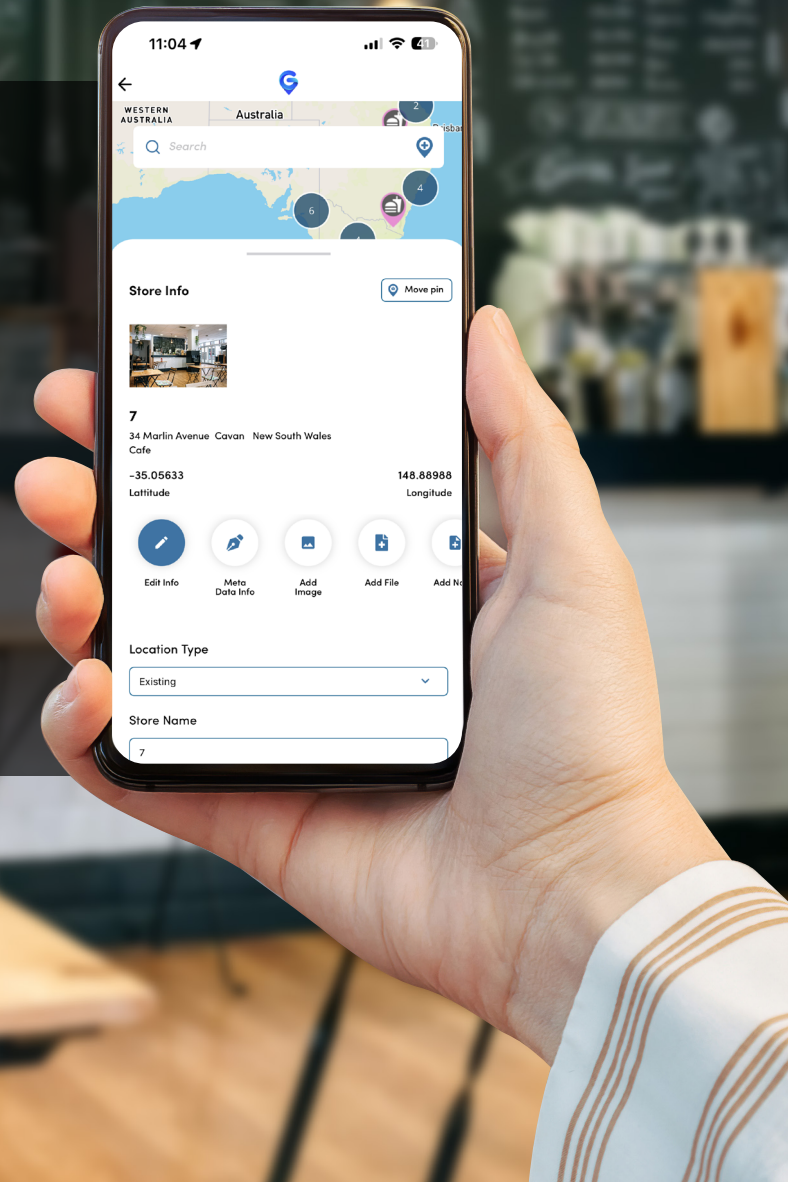 11:04
41
WESTERN
AUSTRALIA
Australia
2
Search
4
6
Store Info
Move pin
7
34 Marlin Avenue Cavan New South Wales
Cafe
-35.05633
148.88988
Lattitude
Longitude
Edit Info
Meta
Data Info
Add
Image
Add File
Location Type
Existing
Store Name
7